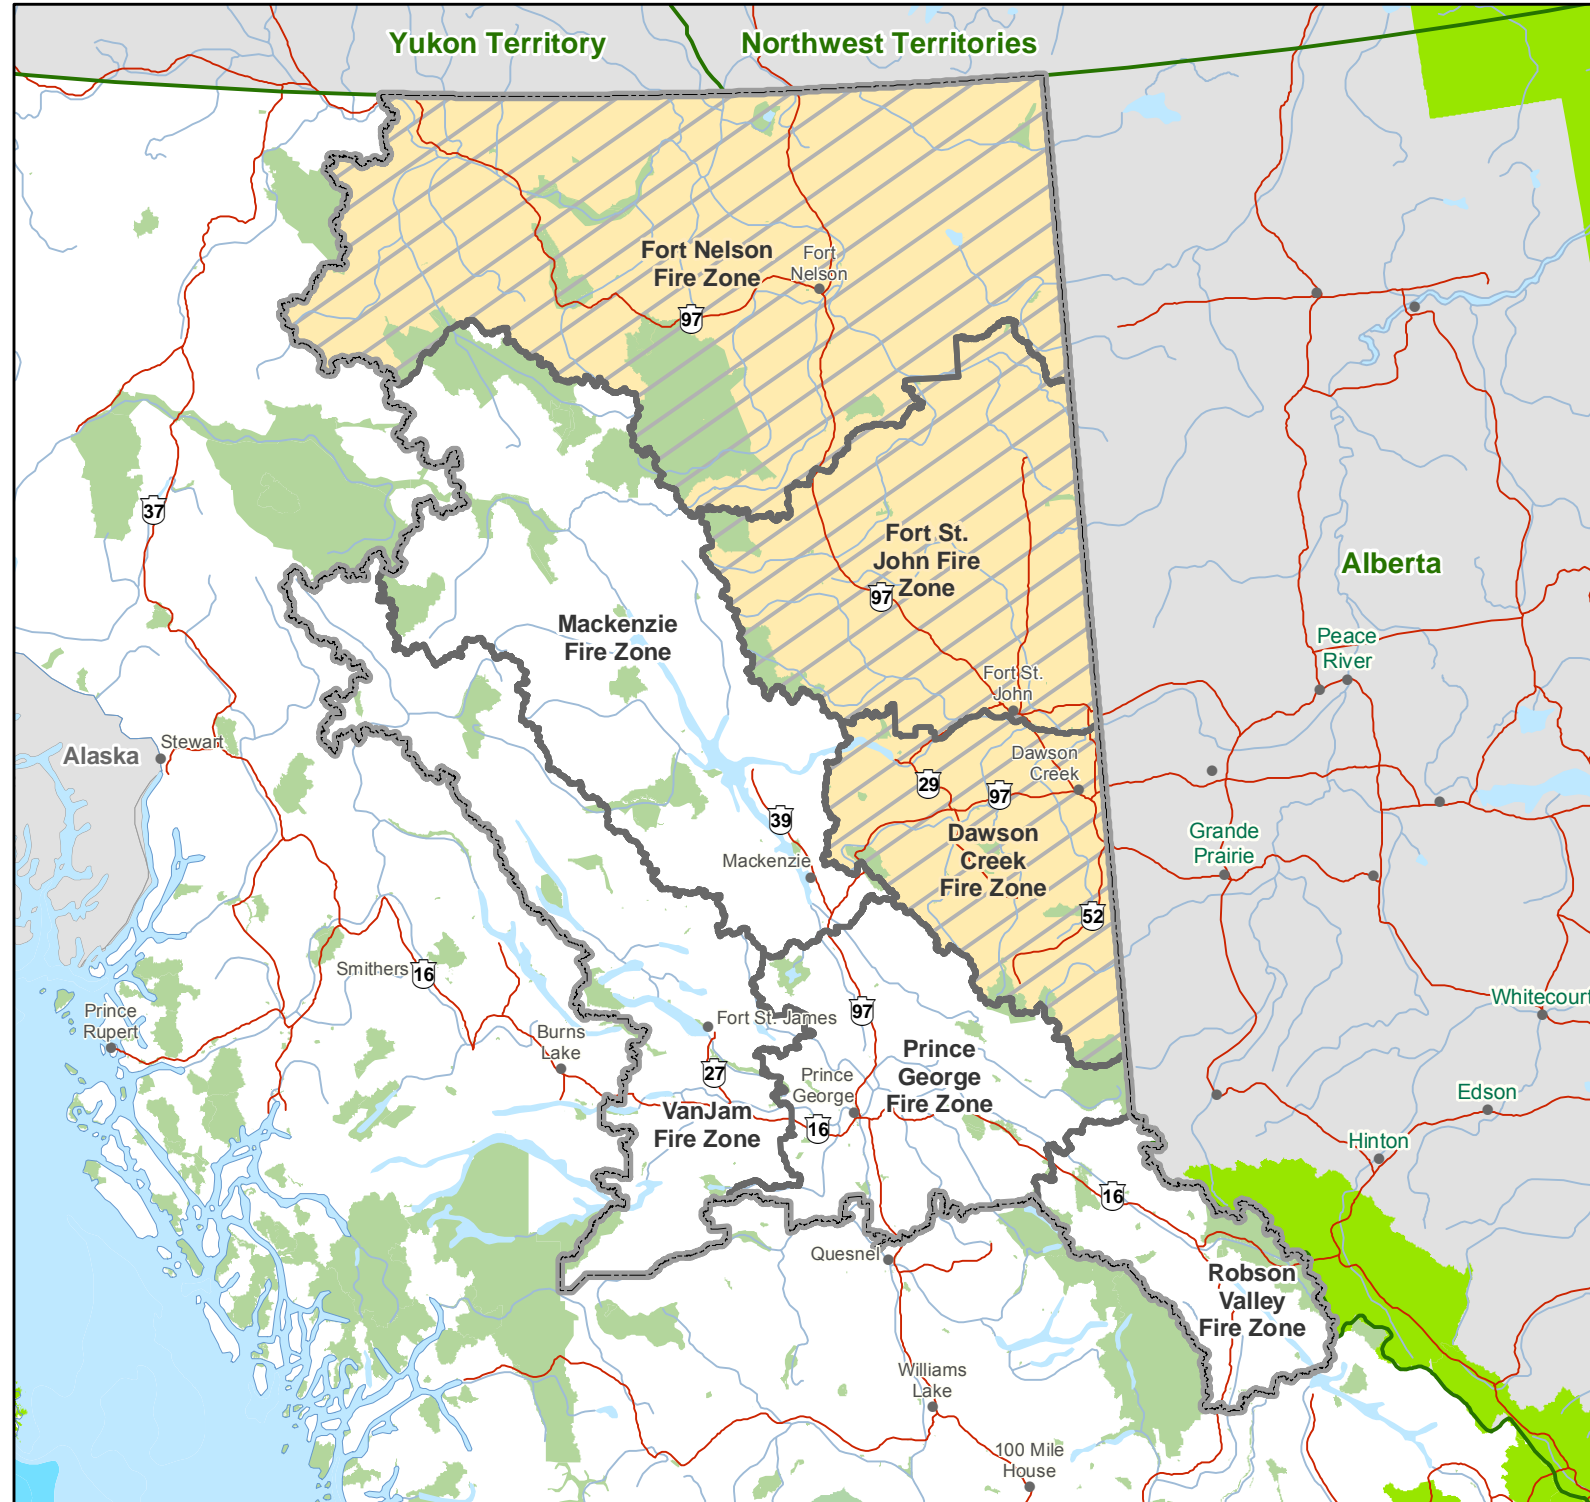 Yukon Territory
Northwest Territories
Fort Nelson
Fire Zone
Fort
Nelson
97
37
Fort St.
John Fire
Zone
97
Alberta
Mackenzie
Fire Zone
Peace
River
Fort St.
John
Alaska
Stewart
Dawson
Creek
29
97
39
Dawson
Creek
Fire Zone
Grande
Prairie
Mackenzie
52
Smithers
16
Whitecourt
Prince
Rupert
Burns
Lake
Fort St. James
97
27
Prince
George
Prince
George
Fire Zone
VanJam
Fire Zone
16
Edson
Hinton
16
Quesnel
Robson
Valley
Fire Zone
Williams
Lake
100 Mile
House